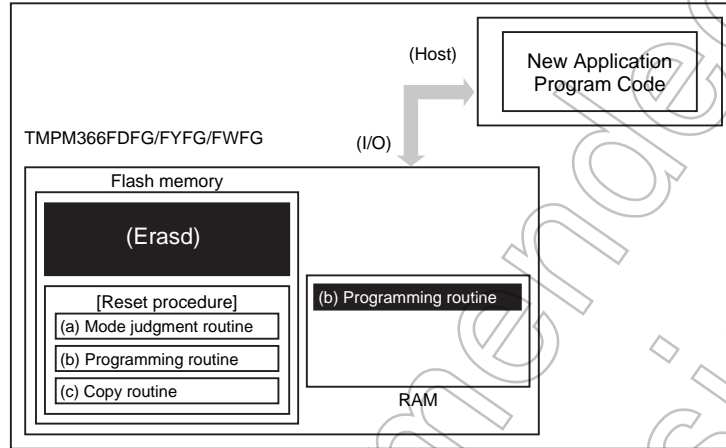 (Host)
New Application
Program Code
TMPM366FDFG/FYFG/FWFG
(I/O)
Flash memory
(Erasd)
[Reset procedure]
(a) Mode judgment routine
(b) Programming routine
(c) Copy routine
(b) Programming routine
RAM